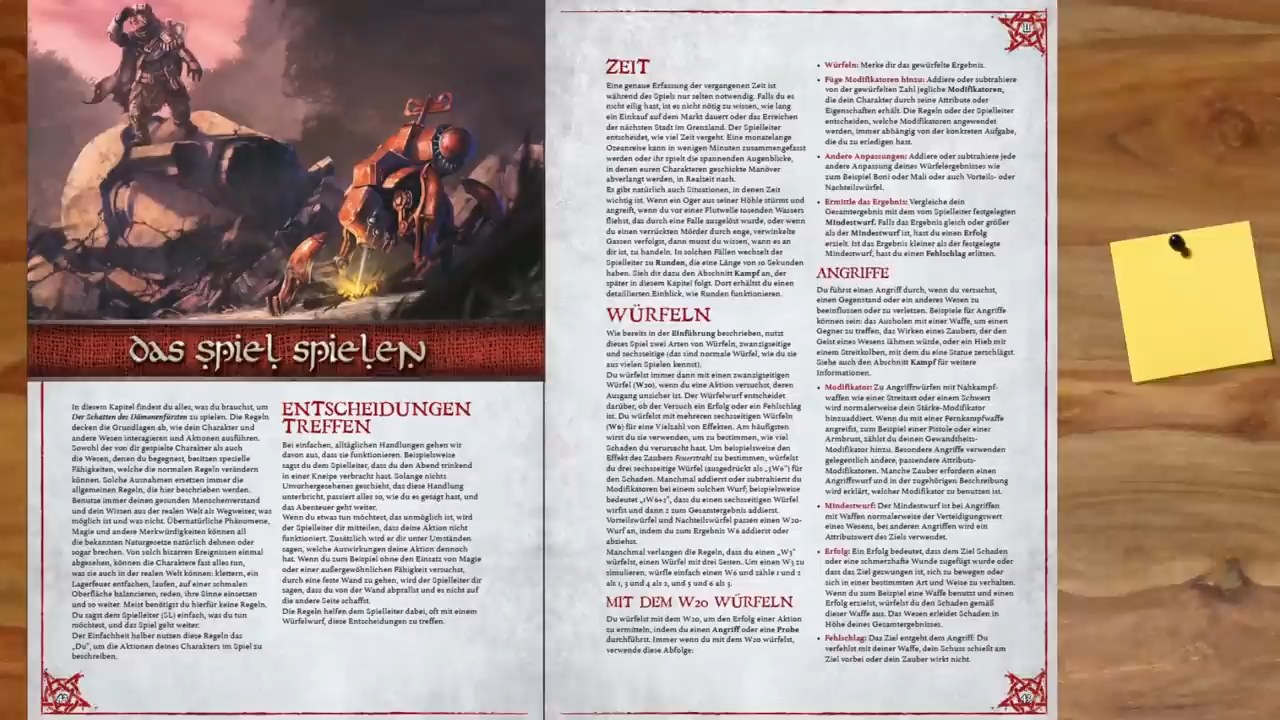 das spiel spielen
In diesem Kapitel findest du alles, was du brauchst, um
Der Schatten des Dämonenfürsten zu spielen. Die Regeln
decken die Grundlagen ab, wie dein Charakter und
andere Wesen interagieren und Aktionen ausführen.
Sowohl der von dir gespielte Charakter als auch
die Wesen, denen du begegnest, besitzen spezielle
Fähigkeiten, welche die normalen Regeln verändern
können. Solche Ausnahmen ersetzen immer die
allgemeinen Regeln, die hier beschrieben werden.
Benutze immer deinen gesunden Menschenverstand
und dein Wissen aus der realen Welt als Wegweiser, was
möglich ist und was nicht. Übernatürliche Phänomene,
Magie und andere Merkwürdigkeiten können all
die bekannten Naturgesetze natürlich dehnen oder
sogar brechen. Von solch bizarren Ereignissen einmal
abgesehen, können die Charaktere fast alles tun,
was sie auch in der realen Welt können: klettern, ein
Lagerfeuer entfachen, laufen, auf einer schmalen
Oberfläche balancieren, reden, ihre Sinne einsetzen
und so weiter. Meist benötigst du hierfür keine Regeln.
Du sagst dem Spielleiter (SL) einfach, was du tun
möchtest, und das Spiel geht weiter.
Der Einfachheit halber nutzen diese Regeln das
„Du“, um die Aktionen deines Charakters im Spiel zu
beschreiben.
ENTSCHEIDUNGEN
TREFFEN
Bei einfachen, alltäglichen Handlungen gehen wir
davon aus, dass sie funktionieren. Beispielsweise
sagst du dem Spielleiter, dass du den Abend trinkend
in einer Kneipe verbracht hast. Solange nichts
Unvorhergesehenes geschieht, das diese Handlung
unterbricht, passiert alles so, wie du es gesagt hast, und
das Abenteuer geht weiter.
Wenn du etwas tun möchtest, das unmöglich ist, wird
der Spielleiter dir mitteilen, dass deine Aktion nicht
funktioniert. Zusätzlich wird er dir unter Umständen
sagen, welche Auswirkungen deine Aktion dennoch
hat. Wenn du zum Beispiel ohne den Einsatz von Magie
oder einer außergewöhnlichen Fähigkeit versuchst,
durch eine feste Wand zu gehen, wird der Spielleiter dir
sagen, dass du von der Wand abprallst und es nicht auf
die andere Seite schaffst.
Die Regeln helfen dem Spielleiter dabei, oft mit einem
Würfelwurf, diese Entscheidungen zu treffen.
ZEIT
Eine genaue Erfassung der vergangenen Zeit ist
während des Spiels nur selten notwendig. Falls du es
nicht eilig hast, ist es nicht nötig zu wissen, wie lang
ein Einkauf auf dem Markt dauert oder das Erreichen
der nächsten Stadt im Grenzland. Der Spielleiter
entscheidet, wie viel Zeit vergeht. Eine monatelange
Ozeanreise kann in wenigen Minuten zusammengefasst
werden oder ihr spielt die spannenden Augenblicke,
in denen euren Charakteren geschickte Manöver
abverlangt werden, in Realzeit nach.
Es gibt natürlich auch Situationen, in denen Zeit
wichtig ist. Wenn ein Oger aus seiner Höhle stürmt und
angreift, wenn du vor einer Flutwelle tosenden Wassers
fliehst, das durch eine Falle ausgelöst wurde, oder wenn
du einen verrückten Mörder durch enge, verwinkelte
Gassen verfolgst, dann musst du wissen, wann es an
dir ist, zu handeln. In solchen Fällen wechselt der
Spielleiter zu Runden, die eine Länge von 10 Sekunden
haben. Sieh dir dazu den Abschnitt Kampf an, der
später in diesem Kapitel folgt. Dort erhältst du einen
detaillierten Einblick, wie Runden funktionieren.
WÜRFELN
Wie bereits in der Einführung beschrieben, nutzt
dieses Spiel zwei Arten von Würfeln, zwanzigseitige
und sechsseitige (das sind normale Würfel, wie du sie
aus vielen Spielen kennst).
Du würfelst immer dann mit einem zwanzigseitigen
Würfel (W20), wenn du eine Aktion versuchst, deren
Ausgang unsicher ist. Der Würfelwurf entscheidet
darüber, ob der Versuch ein Erfolg oder ein Fehlschlag
ist. Du würfelst mit mehreren sechsseitigen Würfeln
(W6) für eine Vielzahl von Effekten. Am häufigsten
wirst du sie verwenden, um zu bestimmen, wie viel
Schaden du verursacht hast. Um beispielsweise den
Effekt des Zaubers Feuerstrahl zu bestimmen, würfelst
du drei sechsseitige Würfel (ausgedrückt als „3W6“) für
den Schaden. Manchmal addierst oder subtrahierst du
Modifikatoren bei einem solchen Wurf; beispielsweise
bedeutet „1W6+2“, dass du einen sechsseitigen Würfel
wirfst und dann 2 zum Gesamtergebnis addierst.
Vorteilswürfel und Nachteilswürfel passen einen W20-
Wurf an, indem du zum Ergebnis W6 addierst oder
abziehst.
Manchmal verlangen die Regeln, dass du einen „W3“
würfelst, einen Würfel mit drei Seiten. Um einen W3 zu
simulieren, würfle einfach einen W6 und zähle 1 und 2
als 1, 3 und 4 als 2, und 5 und 6 als 3.
MIT DEM W20 WÜRFELN
Du würfelst mit dem W20, um den Erfolg einer Aktion
zu ermitteln, indem du einen Angriff oder eine Probe
durchführst. Immer wenn du mit dem W20 würfelst,
verwende diese Abfolge:
• Würfeln: Merke dir das gewürfelte Ergebnis.
• Füge Modifikatoren hinzu: Addiere oder subtrahiere
von der gewürfelten Zahl jegliche Modifikatoren,
die dein Charakter durch seine Attribute oder
Eigenschaften erhält. Die Regeln oder der Spielleiter
entscheiden, welche Modifikatoren angewendet
werden, immer abhängig von der konkreten Aufgabe,
die du zu erledigen hast.
• Andere Anpassungen: Addiere oder subtrahiere jede
andere Anpassung deines Würfelergebnisses wie
zum Beispiel Boni oder Mali oder auch Vorteils- oder
Nachteilswürfel.
• Ermittle das Ergebnis: Vergleiche dein
Gesamtergebnis mit dem vom Spielleiter festgelegten
Mindestwurf. Falls das Ergebnis gleich oder größer
als der Mindestwurf ist, hast du einen Erfolg
erzielt. Ist das Ergebnis kleiner als der festgelegte
Mindestwurf, hast du einen Fehlschlag erlitten.
ANGRIFFE
Du führst einen Angriff durch, wenn du versuchst,
einen Gegenstand oder ein anderes Wesen zu
beeinflussen oder zu verletzen. Beispiele für Angriffe
können sein: das Ausholen mit einer Waffe, um einen
Gegner zu treffen, das Wirken eines Zaubers, der den
Geist eines Wesens lähmen würde, oder ein Hieb mit
einem Streitkolben, mit dem du eine Statue zerschlägst.
Siehe auch den Abschnitt Kampf für weitere
Informationen.
• Modifikator: Zu Angriffwürfen mit Nahkampf-
waffen wie einer Streitaxt oder einem Schwert
wird normalerweise dein Stärke-Modifikator
hinzuaddiert. Wenn du mit einer Fernkampfwaffe
angreifst, zum Beispiel einer Pistole oder einer
Armbrust, zählst du deinen Gewandtheits-
Modifikator hinzu. Besondere Angriffe verwenden
gelegentlich andere, passendere Attributs-
Modifikatoren. Manche Zauber erfordern einen
Angriffswurf und in der zugehörigen Beschreibung
wird erklärt, welcher Modifikator zu benutzen ist.
• Mindestwurf: Der Mindestwurf ist bei Angriffen
mit Waffen normalerweise der Verteidigungswert
eines Wesens, bei anderen Angriffen wird ein
Attributswert des Ziels verwendet.
• Erfolg: Ein Erfolg bedeutet, dass dem Ziel Schaden
oder eine schmerzhafte Wunde zugefügt wurde oder
dass das Ziel gezwungen ist, sich zu bewegen oder
sich in einer bestimmten Art und Weise zu verhalten.
Wenn du zum Beispiel eine Waffe benutzt und einen
Erfolg erzielst, würfelst du den Schaden gemäß
dieser Waffe aus. Das Wesen erleidet Schaden in
Höhe deines Gesamtergebnisses.
• Fehlschlag: Das Ziel entgeht dem Angriff: Du
verfehlst mit deiner Waffe, dein Schuss schießt am
Ziel vorbei oder dein Zauber wirkt nicht.